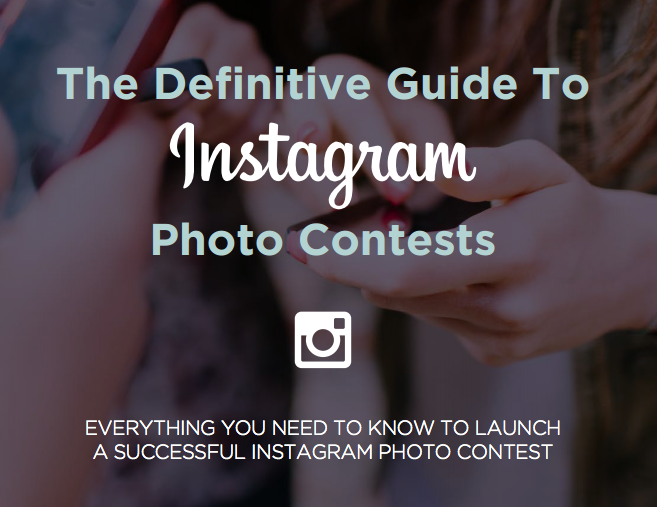 The Definitive Guide To
Instagram
Photo Contests
EVERYTHING YOU NEED TO KNOW TO LAUNCH
A SUCCESSFUL INSTAGRAM PHOTO CONTEST